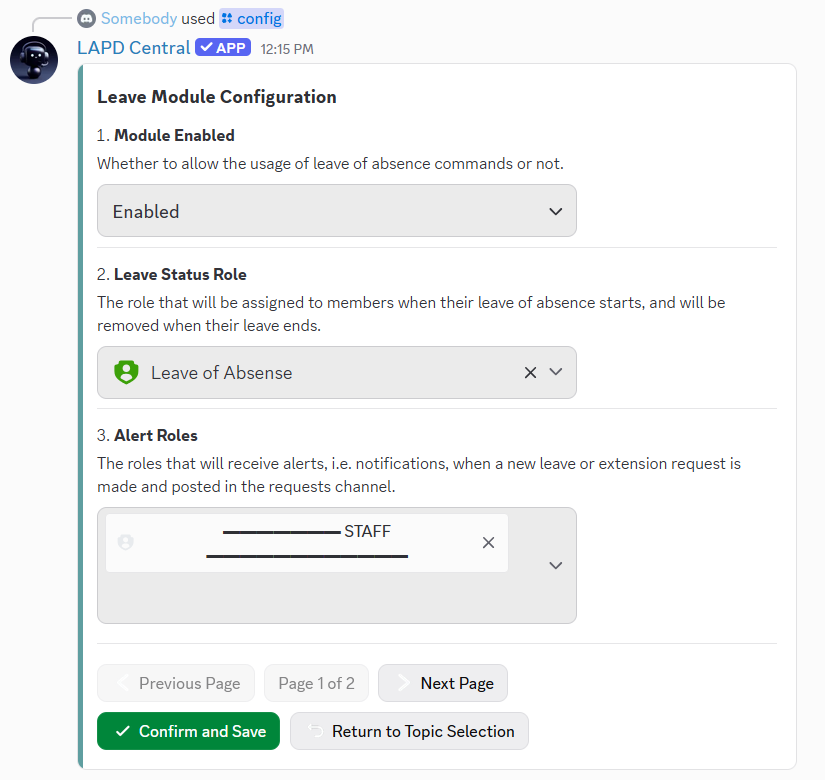 Somebody used config
LAPD Central APP 12:15 PM
Leave Module Configuration
1. Module Enabled
Whether to allow the usage of leave of absence commands or not.
Enabled
2. Leave Status Role
The role that will be assigned to members when their leave of absence starts, and will be
removed when their leave ends.
Leave of Absense
3. Alert Roles
The roles that will receive alerts, i.e. notifications, when a new leave or extension request is
made and posted in the requests channel.
STAFF
Previous Page Page 1 of 2 Next Page
Confirm and Save Return to Topic Selection